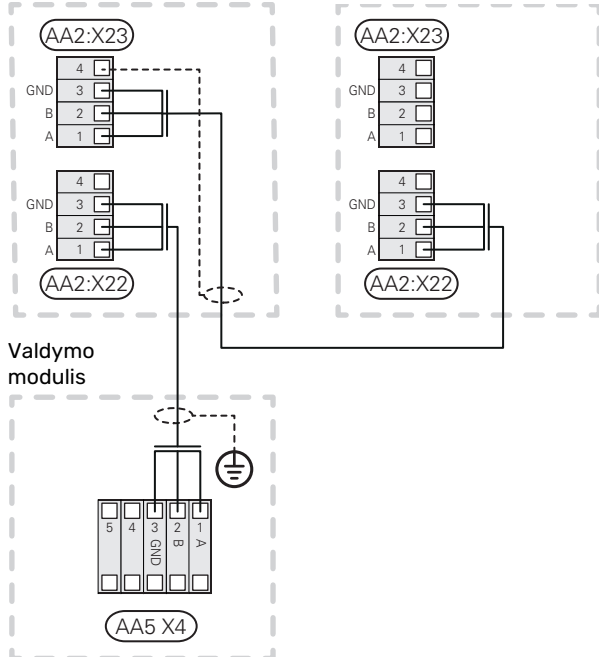 AA2:X23
4
GND 3
B 2
A 1
4
GND 3
B 2
A 1
AA2:X22
AA2:X23
4
GND 3
B 2
A 1
4
GND 3
B 2
A 1
AA2:X22
Valdymo
modulis
5 4 3 2 1
GND B A
AA5 X4